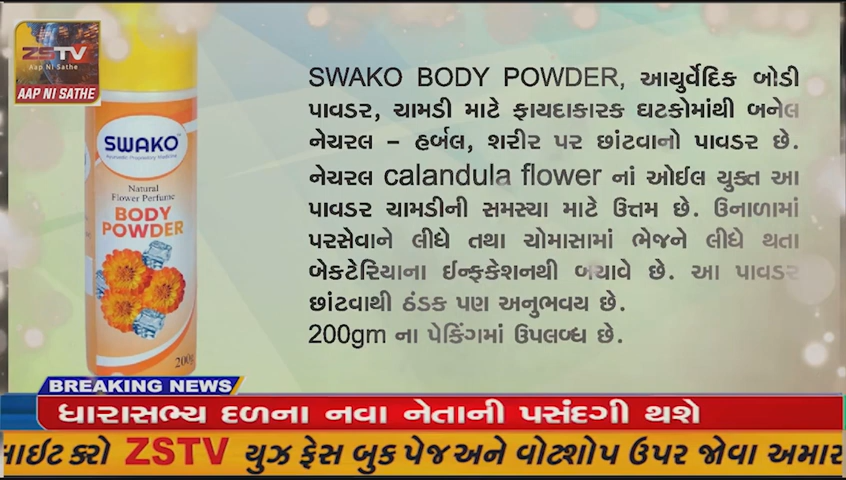 ZSTV
Aap Ni Sathe
AAP NI SATHE
SWAKO
Ayurvedic Proprietary Medicine
Natural
Flower Perfume
BODY
POWDER
200g
SWAKO BODY POWDER, આયુર્વેદિક બોડી
પાવડર, ચામડી માટે ફાયદાકારક ઘટકોમાંથી બનેલ
નેચરલ – હર્બલ, શરીર પર છાંટવાનો પાવડર છે.
નેચરલ calandula flower નાં ઓઈલ યુક્ત આ
પાવડર ચામડીની સમસ્યા માટે ઉત્તમ છે. ઉનાળામાં
પરસેવાને લીધે તથા ચોમાસામાં ભેજને લીધે થતા
બેકટેરિયાના ઈન્ફકેશનથી બચાવે છે. આ પાવડર
છાંટવાથી ઠંડક પણ અનુભવય છે.
200gm ના પેકિંગમાં ઉપલબ્ધ છે.
BREAKING NEWS
ધારાસભ્ય દળના નવા નેતાની પસંદગી થશે
લાઈટ કરો ZSTV યુઝ ફેસ બુક પેજ અને વોટશોપ ઉપર જોવા અમાર